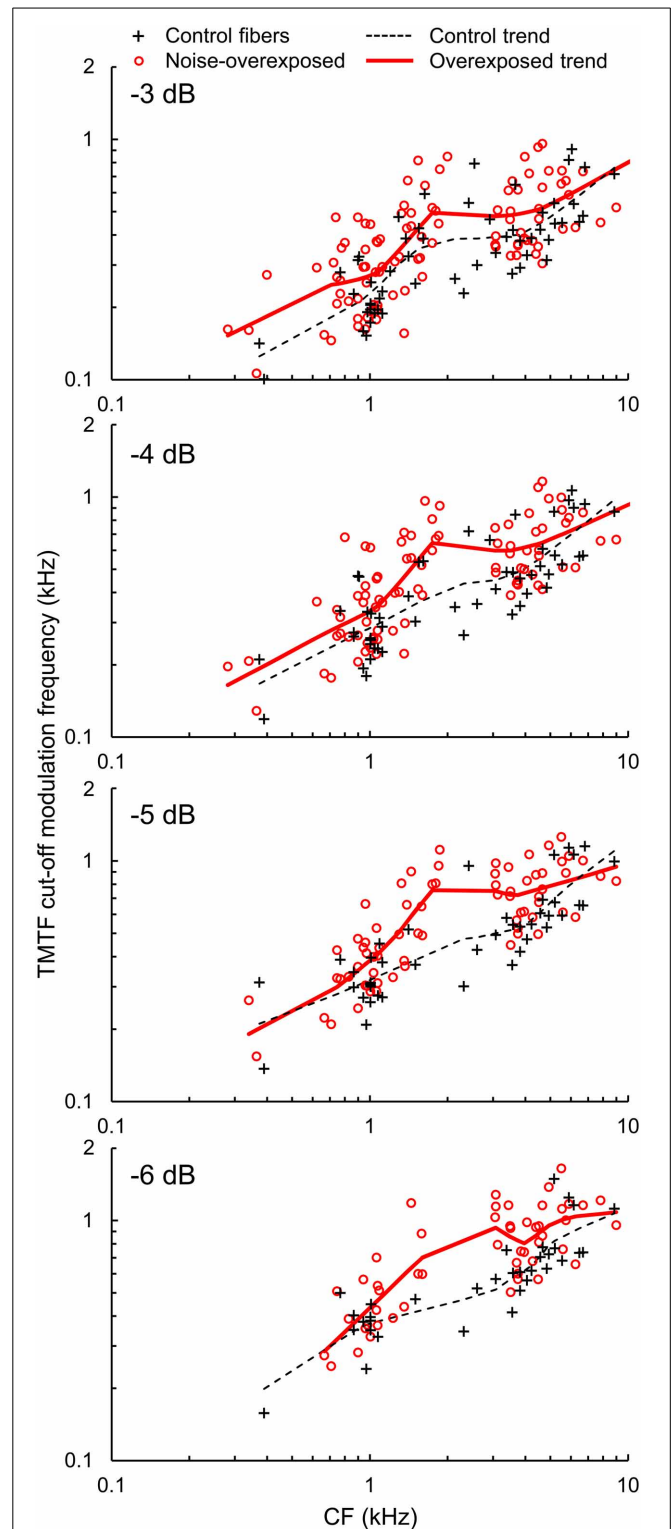 + Control fibers --- Control trend
○ Noise-overexposed — Overexposed trend
2
-3 dB
1
0.1
0.1 1 10
2
-4 dB
1
0.1
0.1 1 10
2
-5 dB
1
0.1
0.1 1 10
2
-6 dB
1
0.1
0.1 1 10
TMTF cut-off modulation frequency (kHz)
CF (kHz)